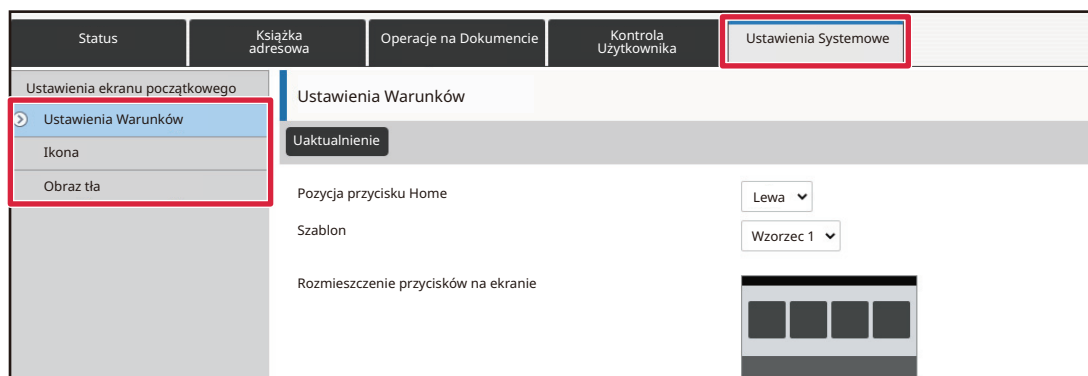 Status
Książka
adresowa
Operacje na Dokumencie
Kontrola
Użytkownika
Ustawienia Systemowe
Ustawienia ekranu początkowego
Ustawienia Warunków
Ikona
Obraz tła
Ustawienia Warunków
Uaktualnienie
Pozycja przycisku Home
Lewa
Szablon
Wzorzec 1
Rozmieszczenie przycisków na ekranie